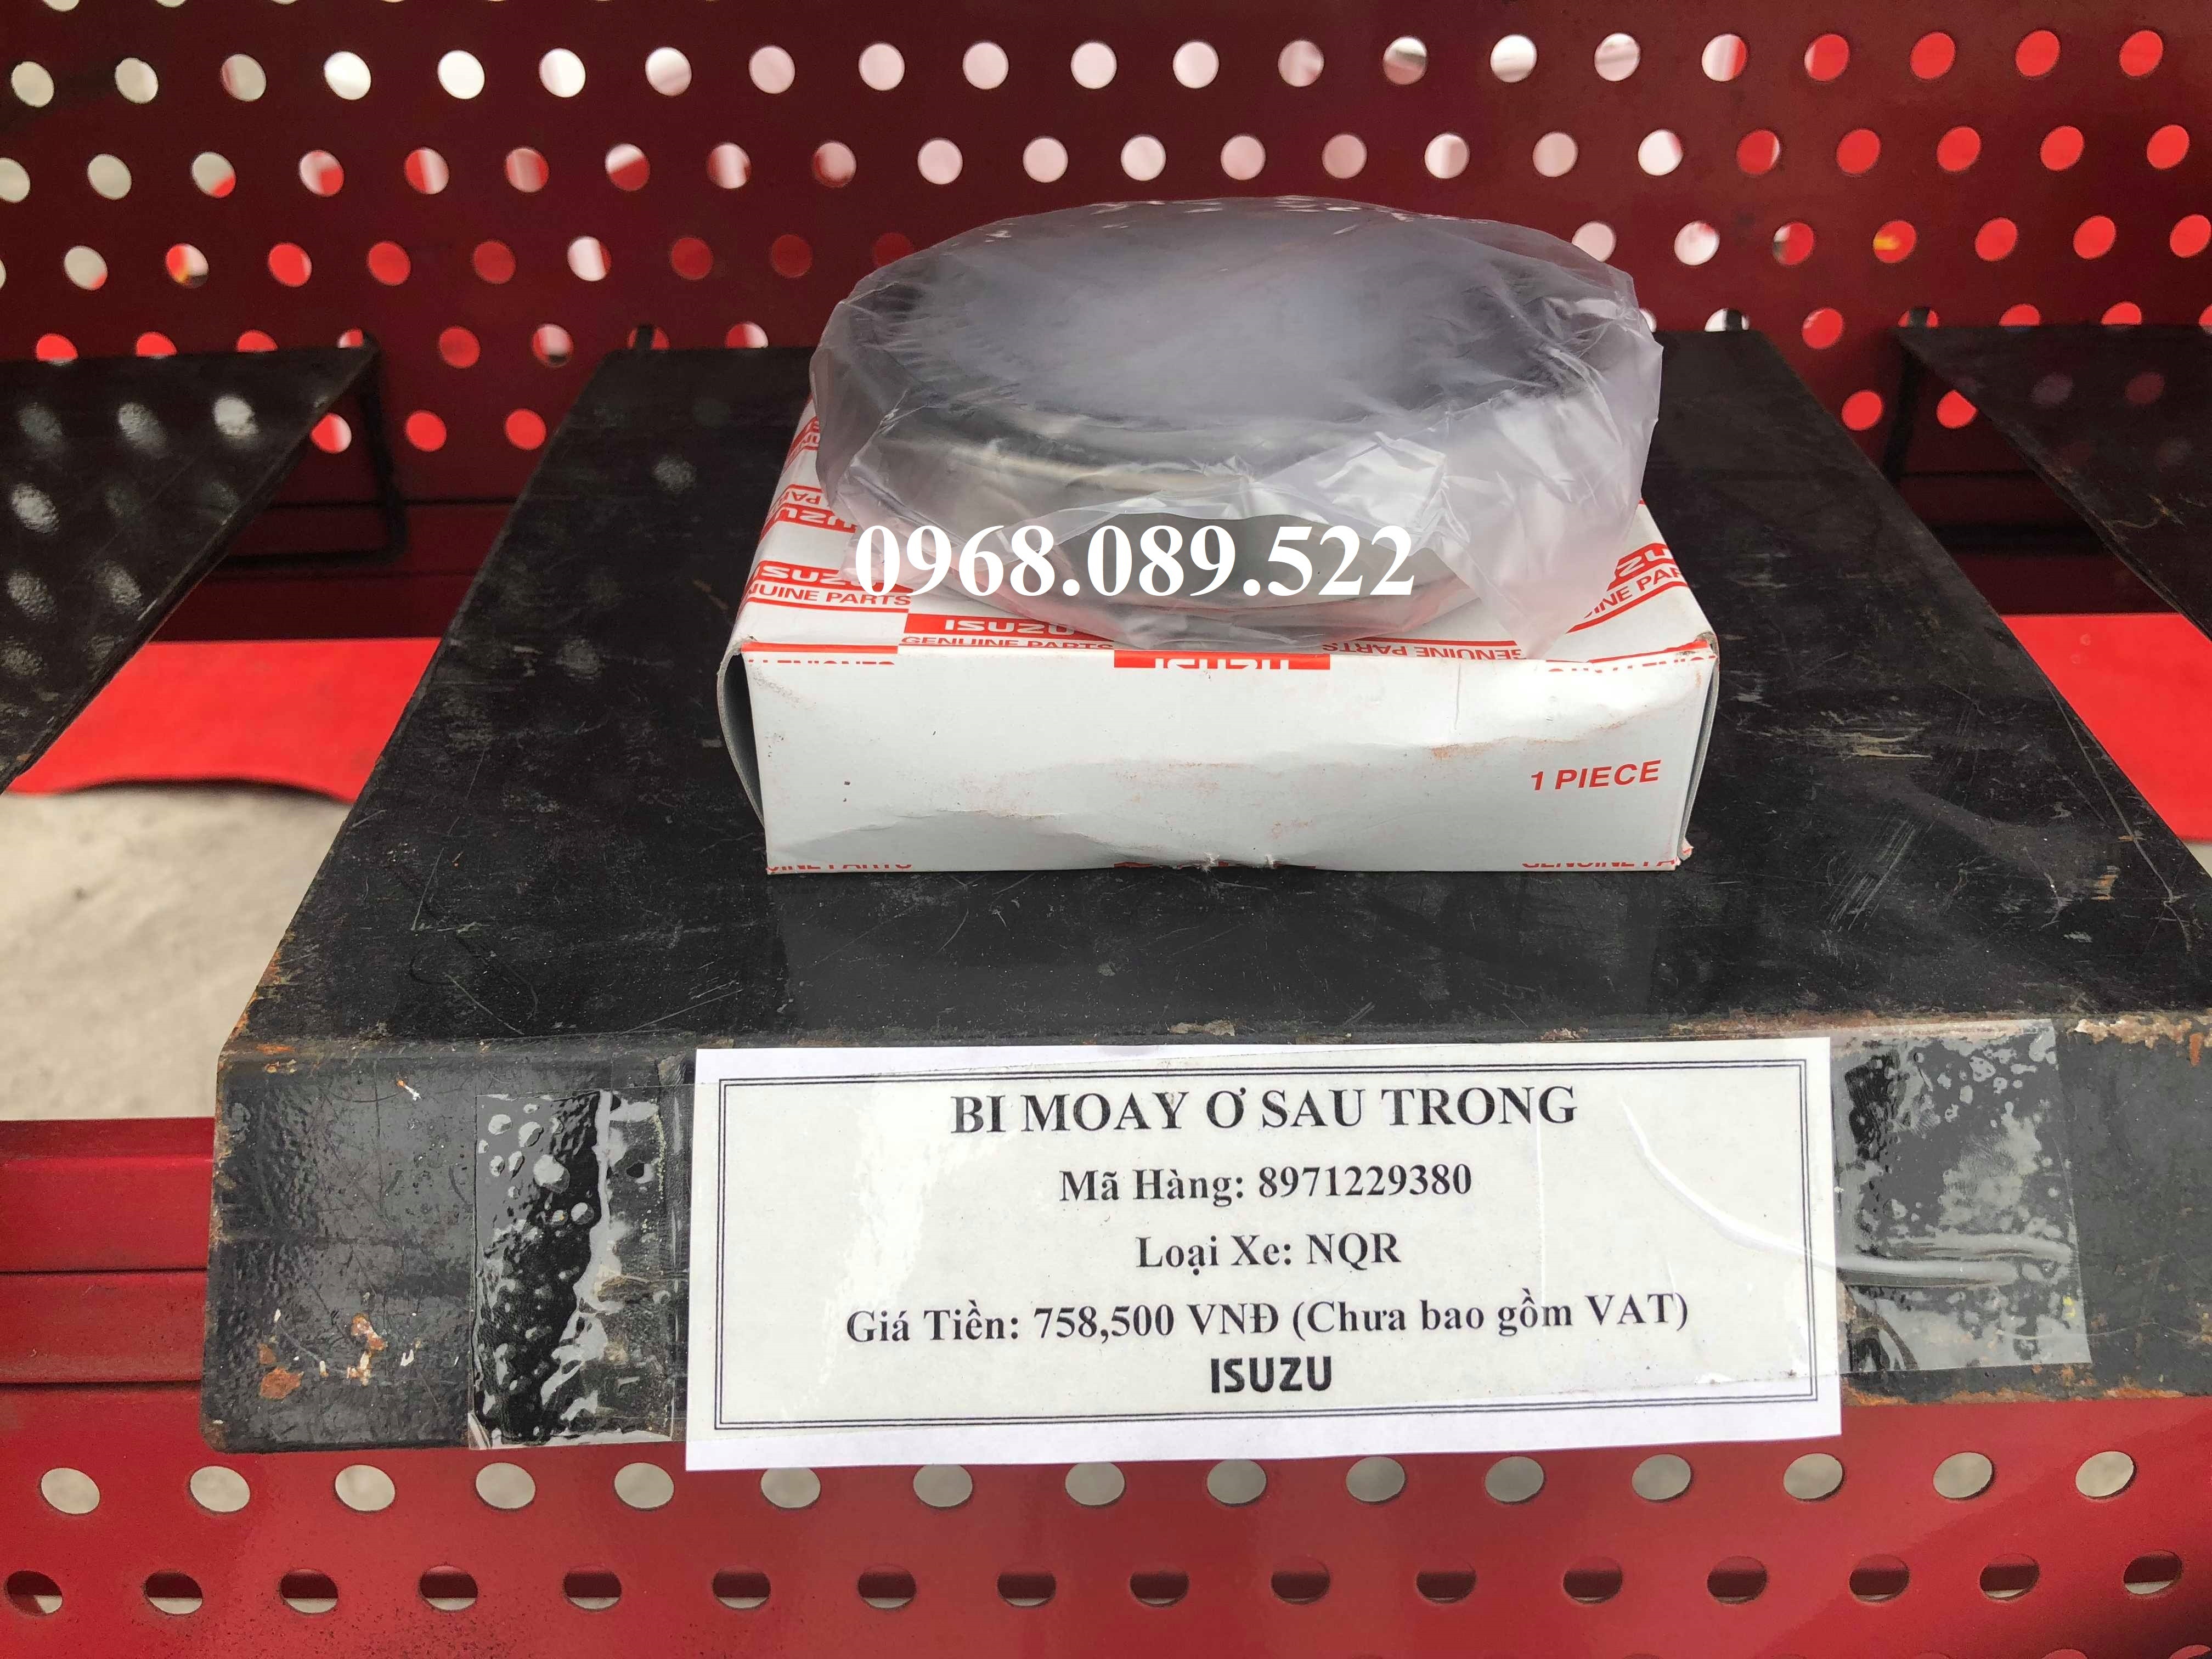 0968.089.522
ISUZU
GENUINE PARTS
ISUZU
GENUINE PARTS
1 PIECE
BI MOAY Ơ SAU TRONG
Mã Hàng: 8971229380
Loại Xe: NQR
Giá Tiền: 758,500 VNĐ (Chưa bao gồm VAT)
ISUZU